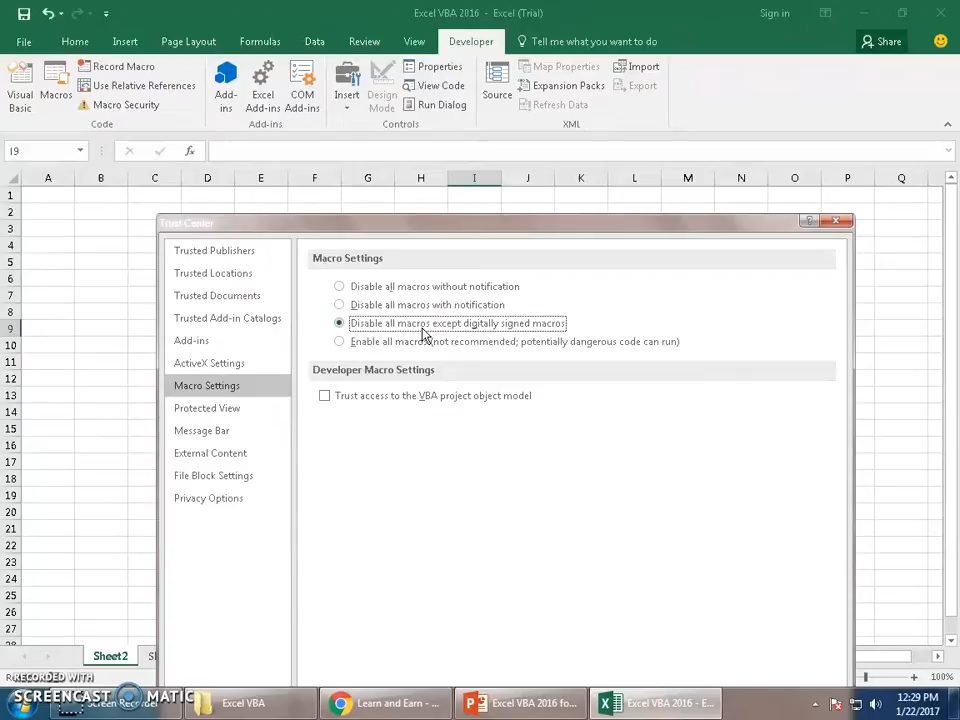 Excel VBA 2016 - Excel (Trial)
Sign in
File
Home
Insert
Page Layout
Formulas
Data
Review
View
Developer
Tell me what you want to do
Share
Visual Basic
Macros
Record Macro
Use Relative References
Macro Security
Code
Add-ins
Excel Add-ins
COM Add-ins
Add-ins
Insert
Design Mode
Properties
View Code
Run Dialog
Controls
Source
Map Properties
Expansion Packs
Refresh Data
Import
Export
XML
I9
fx
A B C D E F G H I J K L M N O P Q
1
2
3
4
5
6
7
8
9
10
11
12
13
14
15
16
17
18
19
20
21
22
23
24
25
26
27
28
Trust Center
Trusted Publishers
Trusted Locations
Trusted Documents
Trusted Add-in Catalogs
Add-ins
ActiveX Settings
Macro Settings
Protected View
Message Bar
External Content
File Block Settings
Privacy Options
Macro Settings
Disable all macros without notification
Disable all macros with notification
Disable all macros except digitally signed macros
Enable all macros (not recommended; potentially dangerous code can run)
Developer Macro Settings
Trust access to the VBA project object model
Sheet2
100%
RECORDED WITH
SCREENCAST MATIC
Screen Recorder
Excel VBA
Learn and Earn - ...
Excel VBA 2016 fo...
Excel VBA 2016 - E...
12:29 PM
1/22/2017